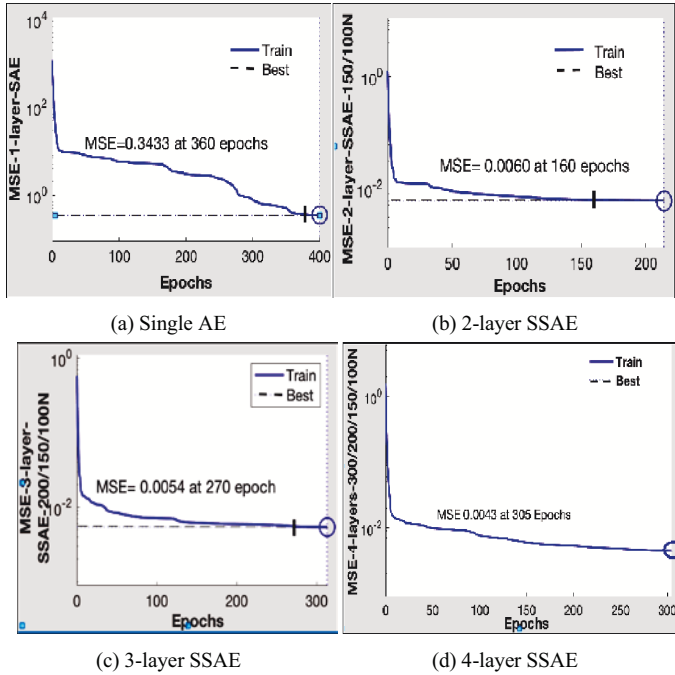 10^4
10^2
10^0
MSE-1-layer-SAE
Train
Best
MSE=0.3433 at 360 epochs
0 100 200 300 400
Epochs
(a) Single AE
10^0
10^-2
MSE-2-layer-SSAE-150/100N
Train
Best
MSE=0.0060 at 160 epochs
0 50 100 150 200
Epochs
(b) 2-layer SSAE
10^0
10^-2
MSE-3-layer-
SSAE-200/150/100N
Train
Best
MSE= 0.0054 at 270 epoch
0 100 200 300
Epochs
(c) 3-layer SSAE
10^0
10^-2
MSE-4-layers-300/200/150/100N
Train
Best
MSE 0.0043 at 305 Epochs
0 50 100 150 200 250 300
Epochs
(d) 4-layer SSAE